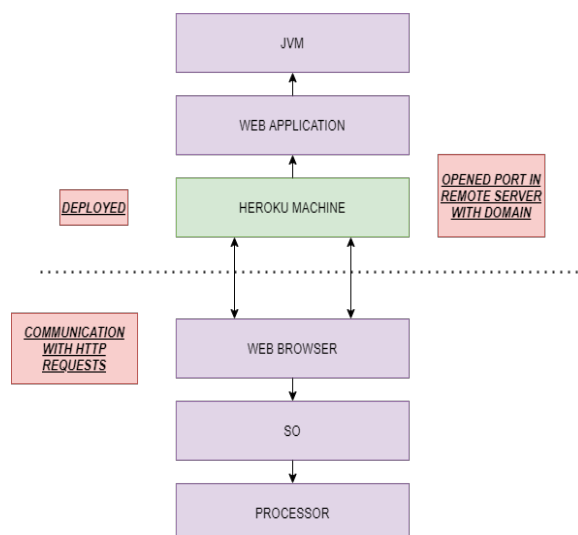 JVM
WEB APPLICATION
DEPLOYED
HEROKU MACHINE
OPENED PORT IN
REMOTE SERVER
WITH DOMAIN
COMMUNICATION
WITH HTTP
REQUESTS
WEB BROWSER
SO
PROCESSOR